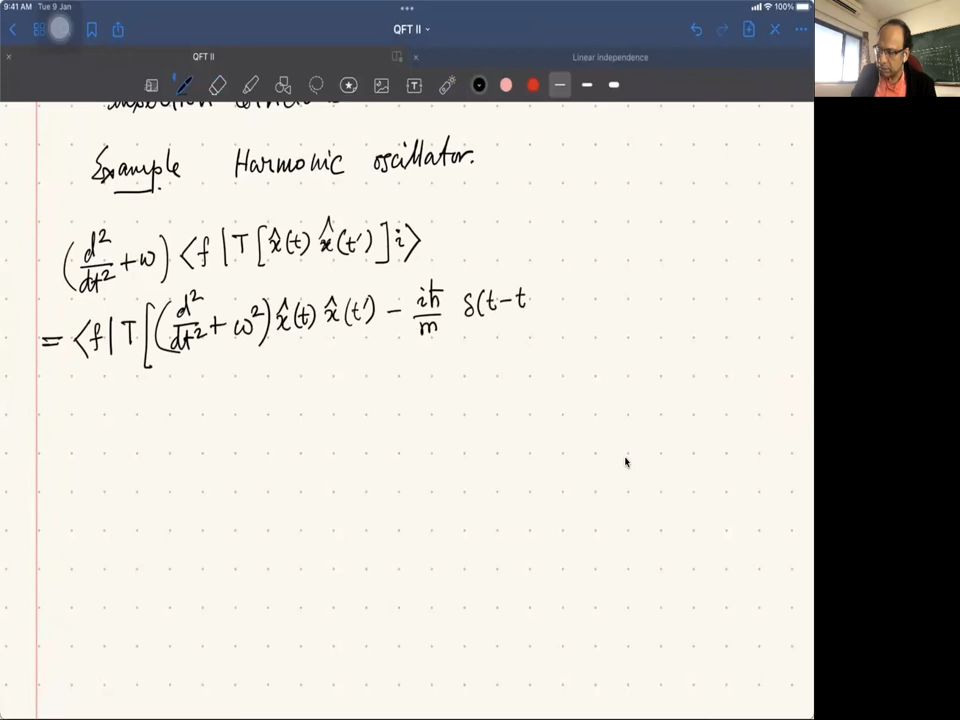 9:41 AM Tue 9 Jan
100%
QFT II
QFT II
Linear independence
Example Harmonic oscillator.
(d²/dt² + ω) ⟨f | T [x̂(t) x̂(t′)] i⟩
= ⟨f | T [(d²/dt² + ω²) x̂(t) x̂(t′) − iħ/m δ(t−t